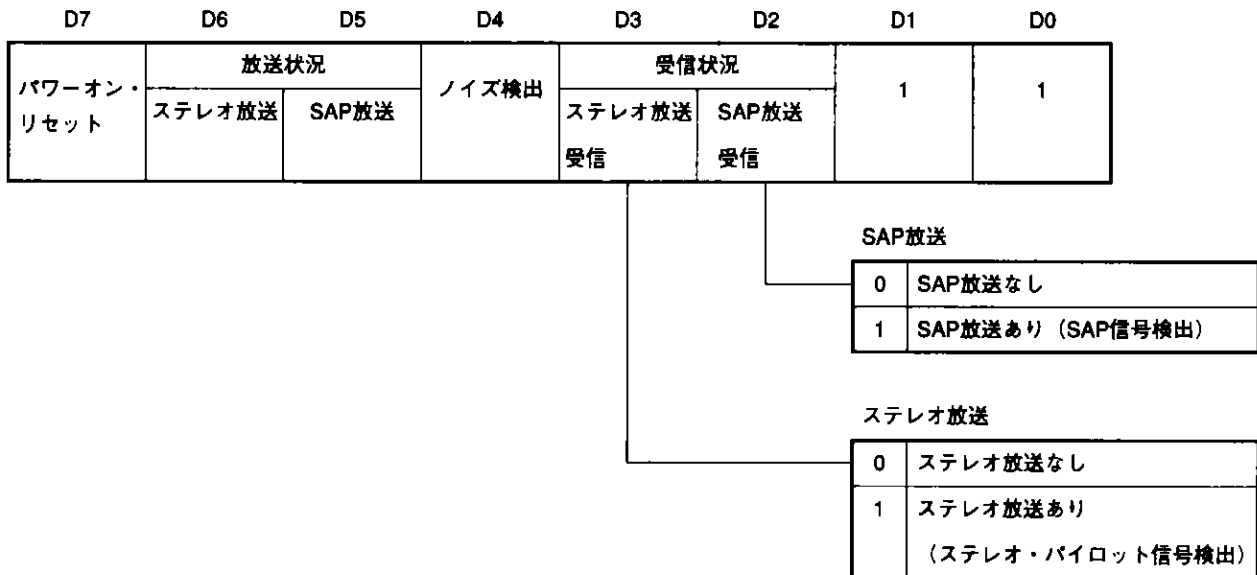 D7 D6 D5 D4 D3 D2 D1 D0
パワーオン・リセット
放送状況
ステレオ放送 SAP放送
ノイズ検出
受信状況
ステレオ放送受信
SAP放送受信
1 1
SAP放送
0 SAP放送なし
1 SAP放送あり（SAP信号検出）
ステレオ放送
0 ステレオ放送なし
1 ステレオ放送あり
（ステレオ・パイロット信号検出）